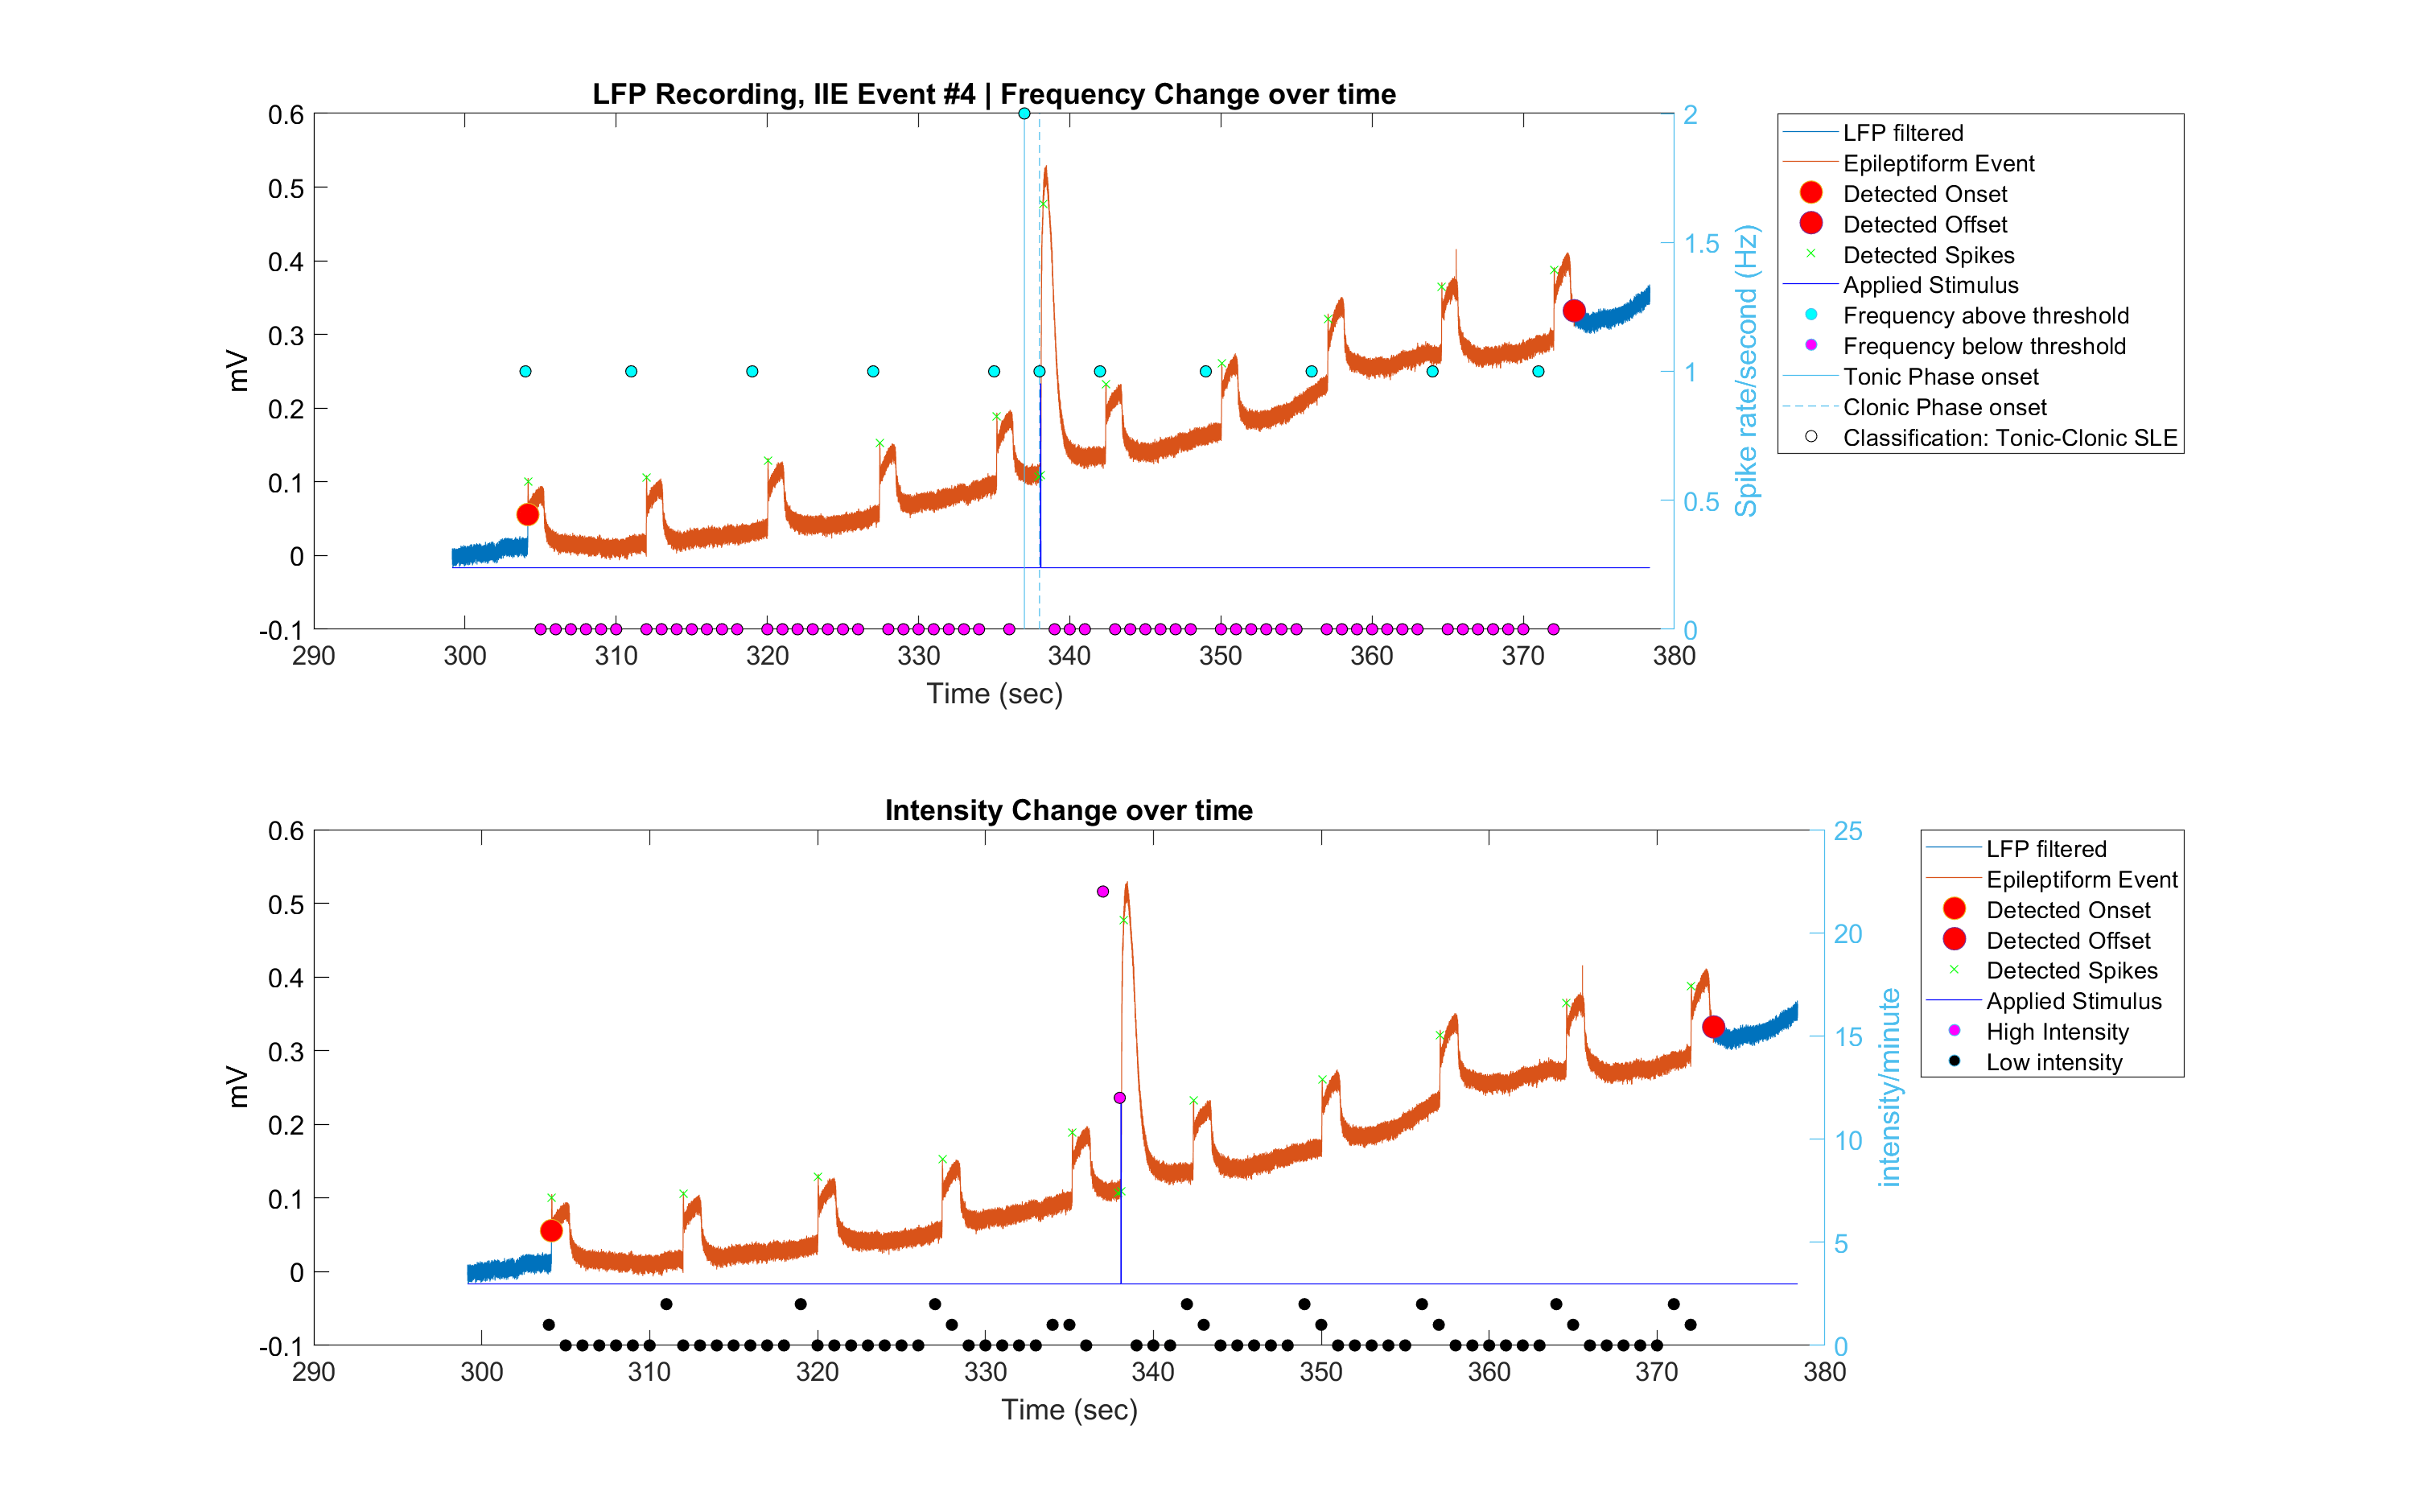 LFP Recording, IIE Event #4 | Frequency Change over time
0.6
0.5
0.4
0.3
0.2
0.1
0
-0.1
mV
290 300 310 320 330 340 350 360 370 380
Time (sec)
2
1.5
1
0.5
0
Spike rate/second (Hz)
LFP filtered
Epileptiform Event
Detected Onset
Detected Offset
Detected Spikes
Applied Stimulus
Frequency above threshold
Frequency below threshold
Tonic Phase onset
Clonic Phase onset
Classification: Tonic-Clonic SLE
Intensity Change over time
0.6
0.5
0.4
0.3
0.2
0.1
0
-0.1
mV
290 300 310 320 330 340 350 360 370 380
Time (sec)
25
20
15
10
5
0
intensity/minute
LFP filtered
Epileptiform Event
Detected Onset
Detected Offset
Detected Spikes
Applied Stimulus
High Intensity
Low intensity